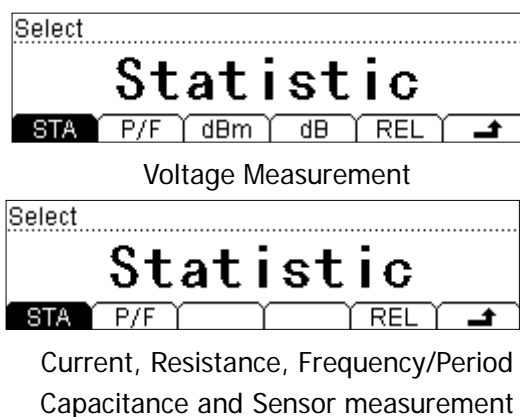 Select
Statistic
STA P/F dBm dB REL
Voltage Measurement
Select
Statistic
STA P/F REL
Current, Resistance, Frequency/Period
Capacitance and Sensor measurement